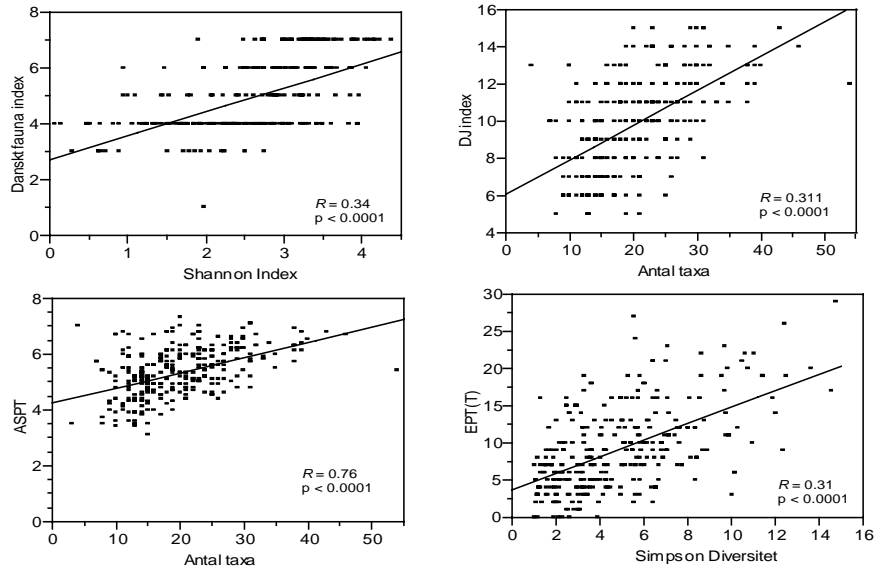 8
6
4
2
0
Danskt fauna index
0 1 2 3 4
Shannon Index
R = 0.34
p < 0.0001
16
14
12
10
8
6
4
DJ index
0 10 20 30 40 50
Antal taxa
R = 0.311
p < 0.0001
8
6
4
2
0
ASPT
0 10 20 30 40 50
Antal taxa
R = 0.76
p < 0.0001
30
25
20
15
10
5
0
EPT(T)
0 2 4 6 8 10 12 14 16
Simpson Diversitet
R = 0.31
p < 0.0001